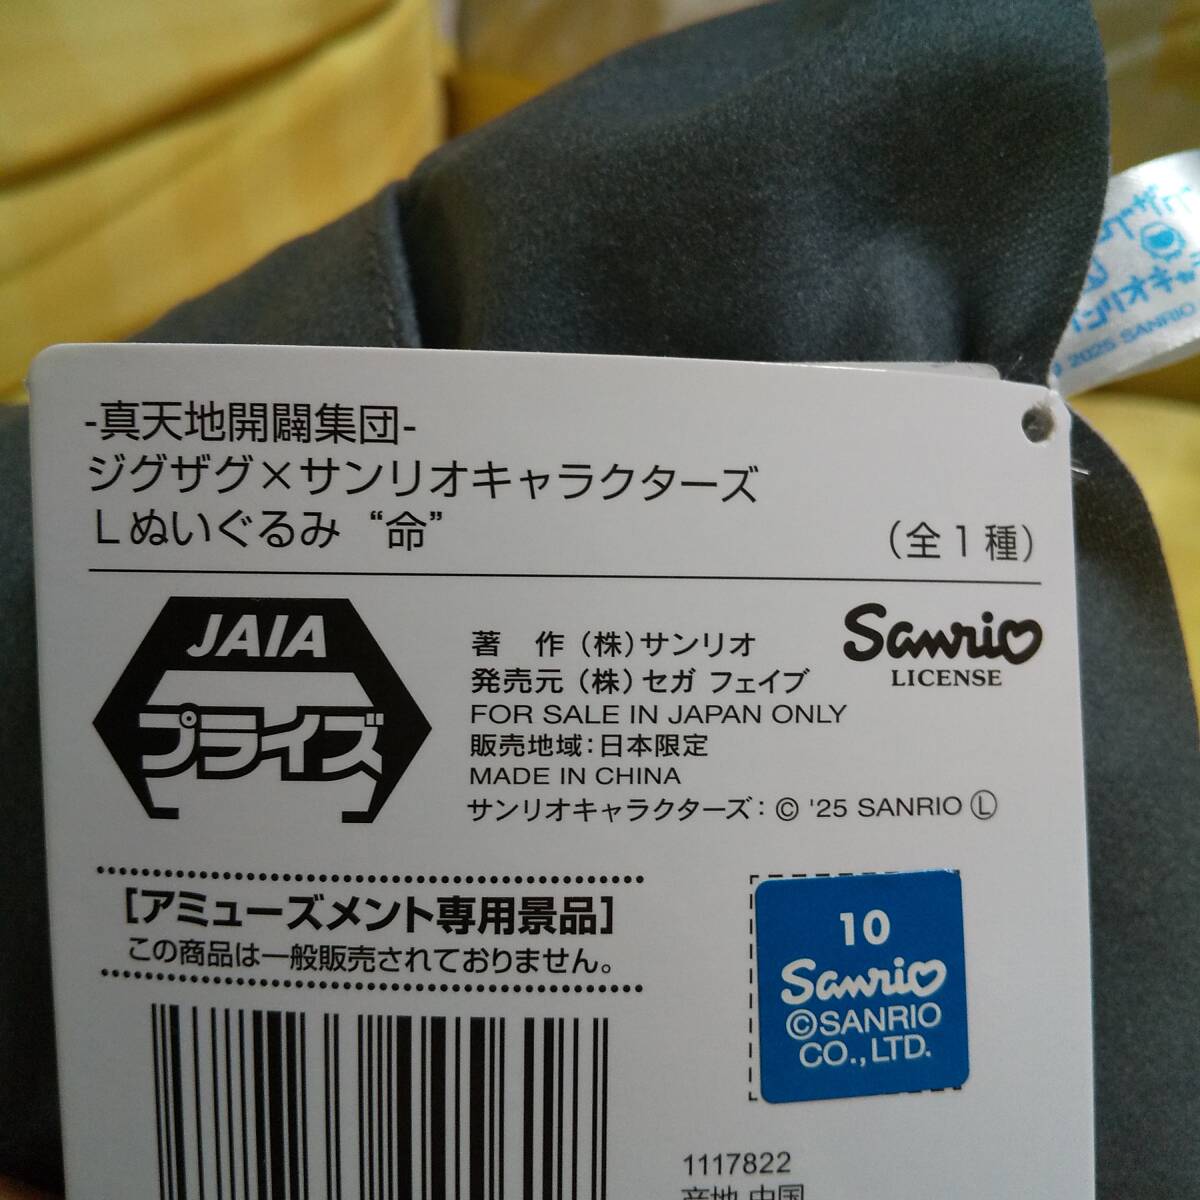 -真天地開闢集団-
ジグザグ×サンリオキャラクターズ
Lぬいぐるみ “命”
（全1種）
JAIA
プライズ
著 作（株）サンリオ
発売元（株）セガ フェイブ
FOR SALE IN JAPAN ONLY
販売地域：日本限定
MADE IN CHINA
サンリオキャラクターズ：© '25 SANRIO Ⓛ
Sanrio
LICENSE
[アミューズメント専用景品]
この商品は一般販売されておりません。
10
Sanrio
©SANRIO
CO.,LTD.
1117822
産地 中国
2025 SANRIO